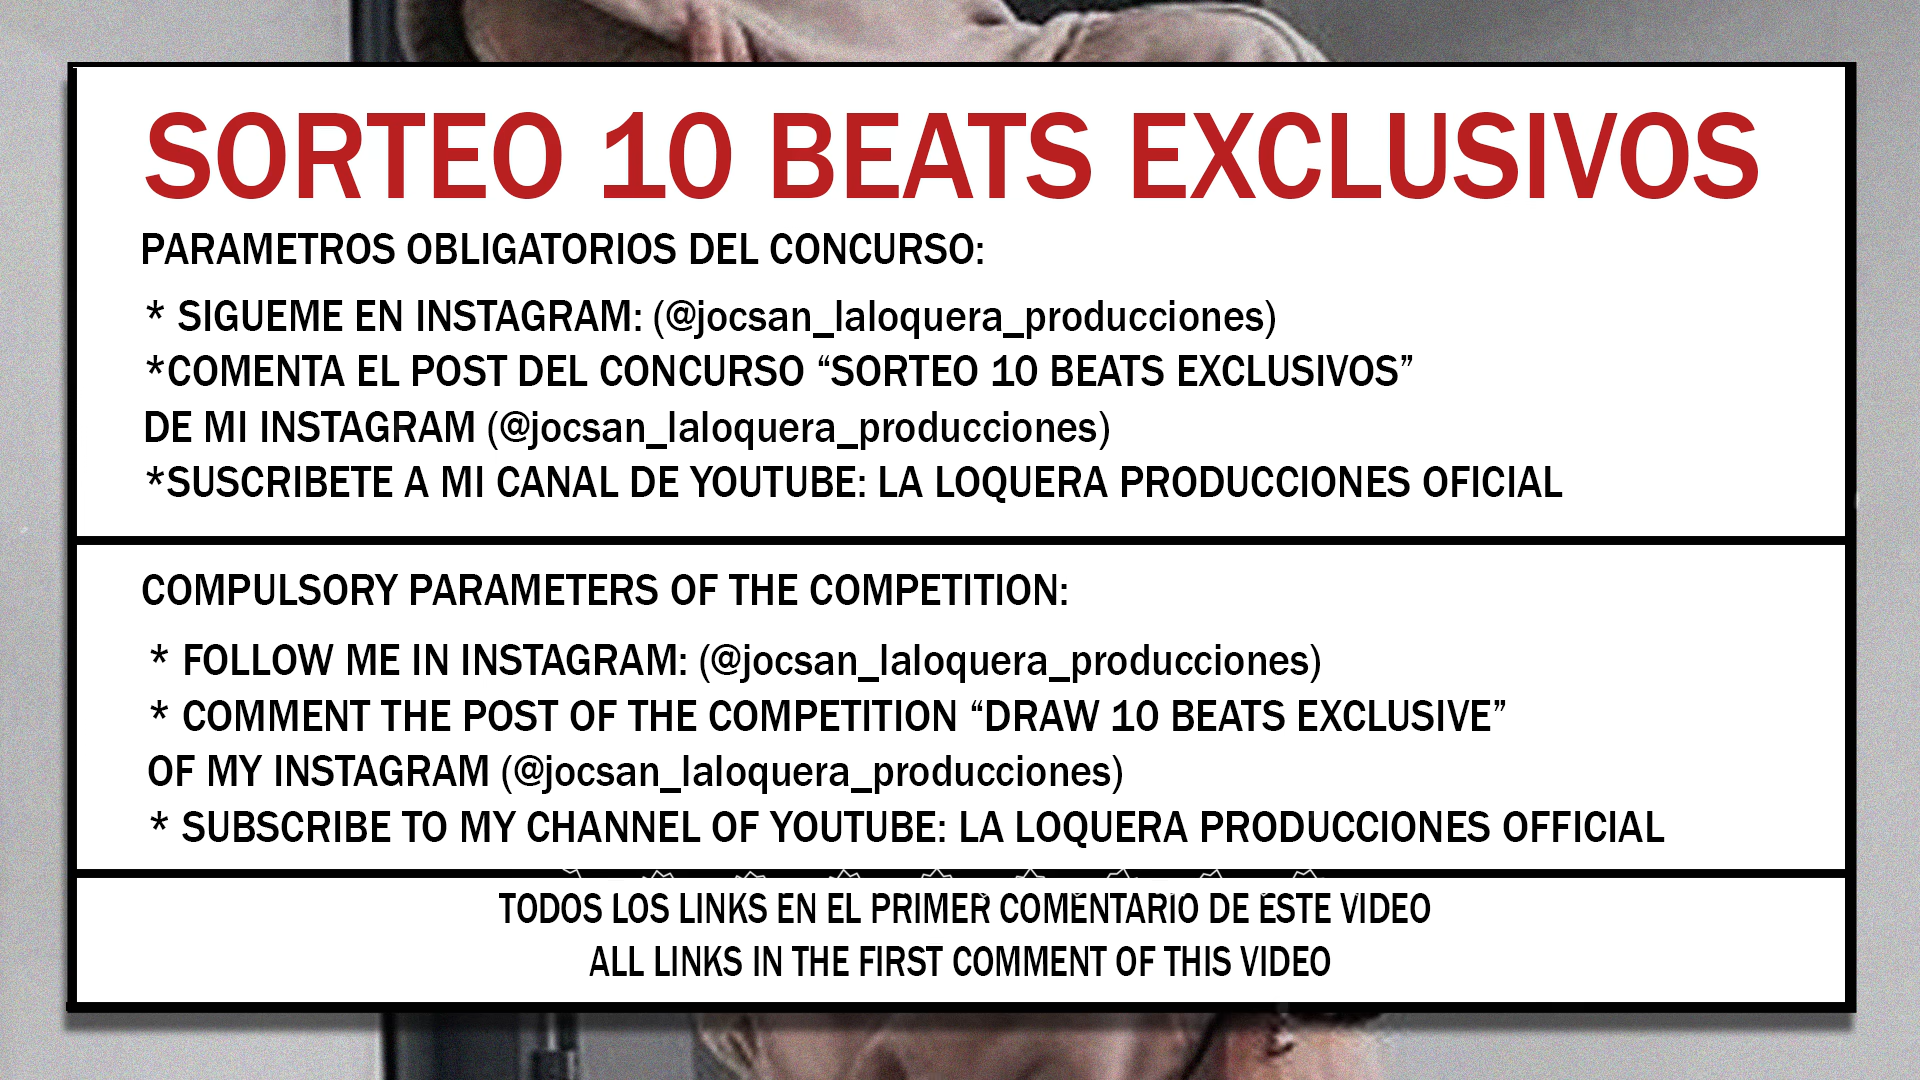 SORTEO 10 BEATS EXCLUSIVOS
PARAMETROS OBLIGATORIOS DEL CONCURSO:
* SIGUEME EN INSTAGRAM: (@jocsan_laloquera_producciones)
*COMENTA EL POST DEL CONCURSO “SORTEO 10 BEATS EXCLUSIVOS”
DE MI INSTAGRAM (@jocsan_laloquera_producciones)
*SUSCRIBETE A MI CANAL DE YOUTUBE: LA LOQUERA PRODUCCIONES OFICIAL
COMPULSORY PARAMETERS OF THE COMPETITION:
* FOLLOW ME IN INSTAGRAM: (@jocsan_laloquera_producciones)
* COMMENT THE POST OF THE COMPETITION “DRAW 10 BEATS EXCLUSIVE”
OF MY INSTAGRAM (@jocsan_laloquera_producciones)
* SUBSCRIBE TO MY CHANNEL OF YOUTUBE: LA LOQUERA PRODUCCIONES OFFICIAL
TODOS LOS LINKS EN EL PRIMER COMENTARIO DE ESTE VIDEO
ALL LINKS IN THE FIRST COMMENT OF THIS VIDEO